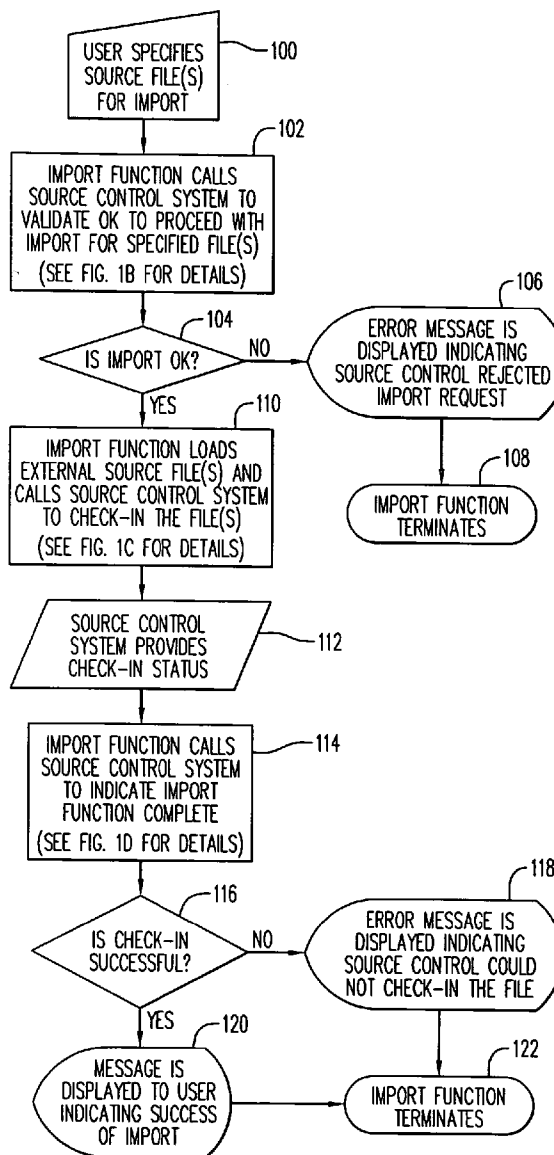 USER SPECIFIES
SOURCE FILE(S)
FOR IMPORT
100
102
IMPORT FUNCTION CALLS
SOURCE CONTROL SYSTEM TO
VALIDATE OK TO PROCEED WITH
IMPORT FOR SPECIFIED FILE(S)
(SEE FIG. 1B FOR DETAILS)
104
IS IMPORT OK?
NO
YES
106
ERROR MESSAGE IS
DISPLAYED INDICATING
SOURCE CONTROL REJECTED
IMPORT REQUEST
108
IMPORT FUNCTION
TERMINATES
110
IMPORT FUNCTION LOADS
EXTERNAL SOURCE FILE(S) AND
CALLS SOURCE CONTROL SYSTEM
TO CHECK-IN THE FILE(S)
(SEE FIG. 1C FOR DETAILS)
SOURCE CONTROL
SYSTEM PROVIDES
CHECK-IN STATUS
112
IMPORT FUNCTION CALLS
SOURCE CONTROL SYSTEM
TO INDICATE IMPORT
FUNCTION COMPLETE
(SEE FIG. 1D FOR DETAILS)
114
116
IS CHECK-IN
SUCCESSFUL?
NO
YES
118
ERROR MESSAGE IS
DISPLAYED INDICATING
SOURCE CONTROL COULD
NOT CHECK-IN THE FILE
120
MESSAGE IS
DISPLAYED TO USER
INDICATING SUCCESS
OF IMPORT
122
IMPORT FUNCTION
TERMINATES